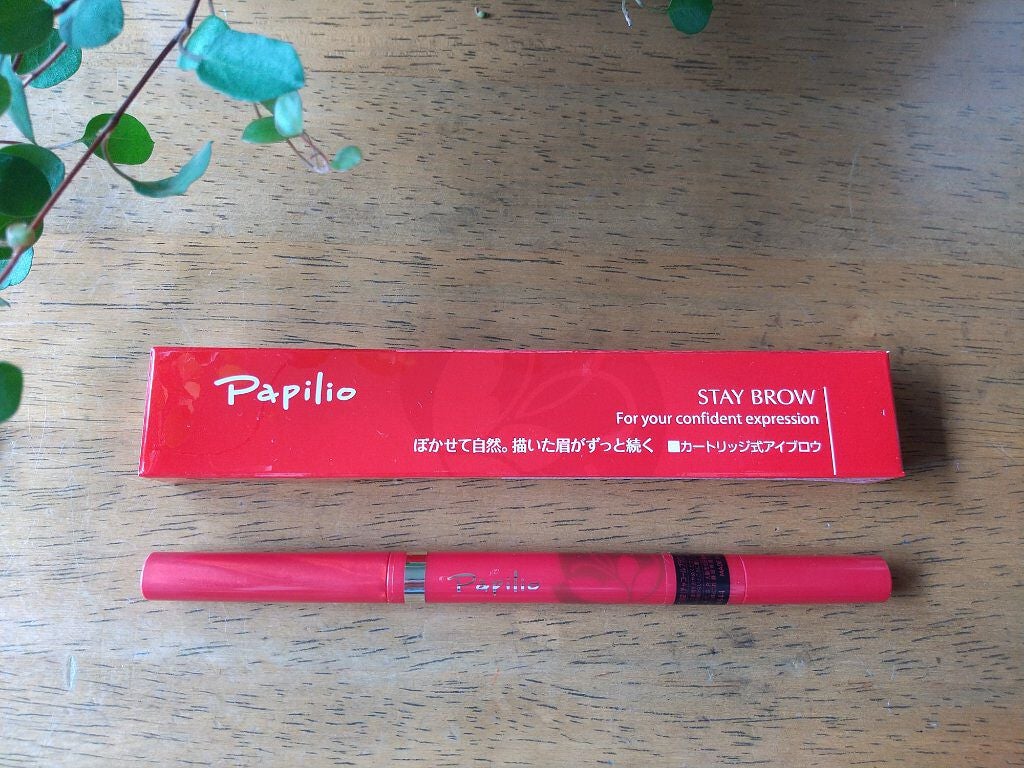 Papilio
STAY BROW
For your confident expression
ぼかせて自然。描いた眉がずっと続く ■カートリッジ式アイブロウ
Papilio